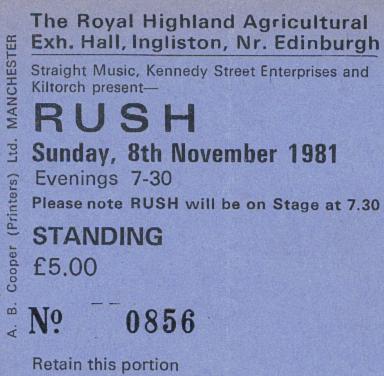 The Royal Highland Agricultural
Exh. Hall, Ingliston, Nr. Edinburgh
Straight Music, Kennedy Street Enterprises and
Kiltorch present—
RUSH
Sunday, 8th November 1981
Evenings 7-30
Please note RUSH will be on Stage at 7.30
STANDING
£5.00
Nº 0856
Retain this portion
A. B. Cooper (Printers) Ltd. MANCHESTER